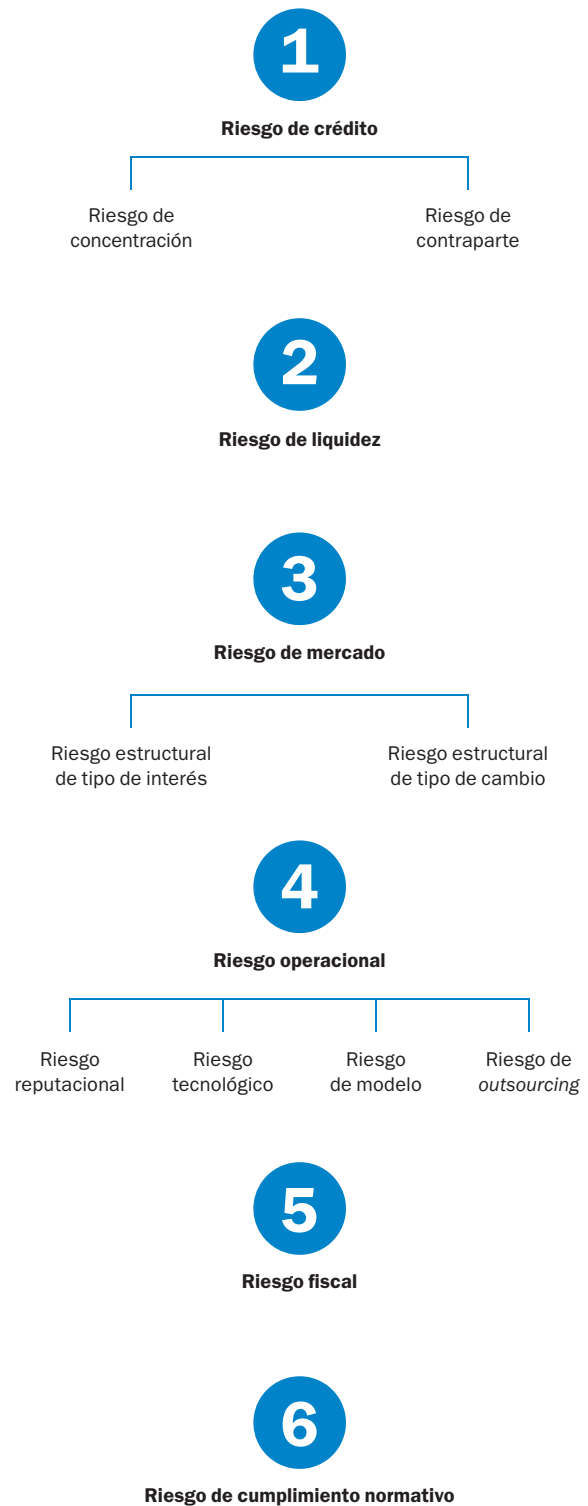 1
Riesgo de crédito
Riesgo de
concentración
Riesgo de
contraparte
2
Riesgo de liquidez
3
Riesgo de mercado
Riesgo estructural
de tipo de interés
Riesgo estructural
de tipo de cambio
4
Riesgo operacional
Riesgo
reputacional
Riesgo
tecnológico
Riesgo
de modelo
Riesgo de
outsourcing
5
Riesgo fiscal
6
Riesgo de cumplimiento normativo